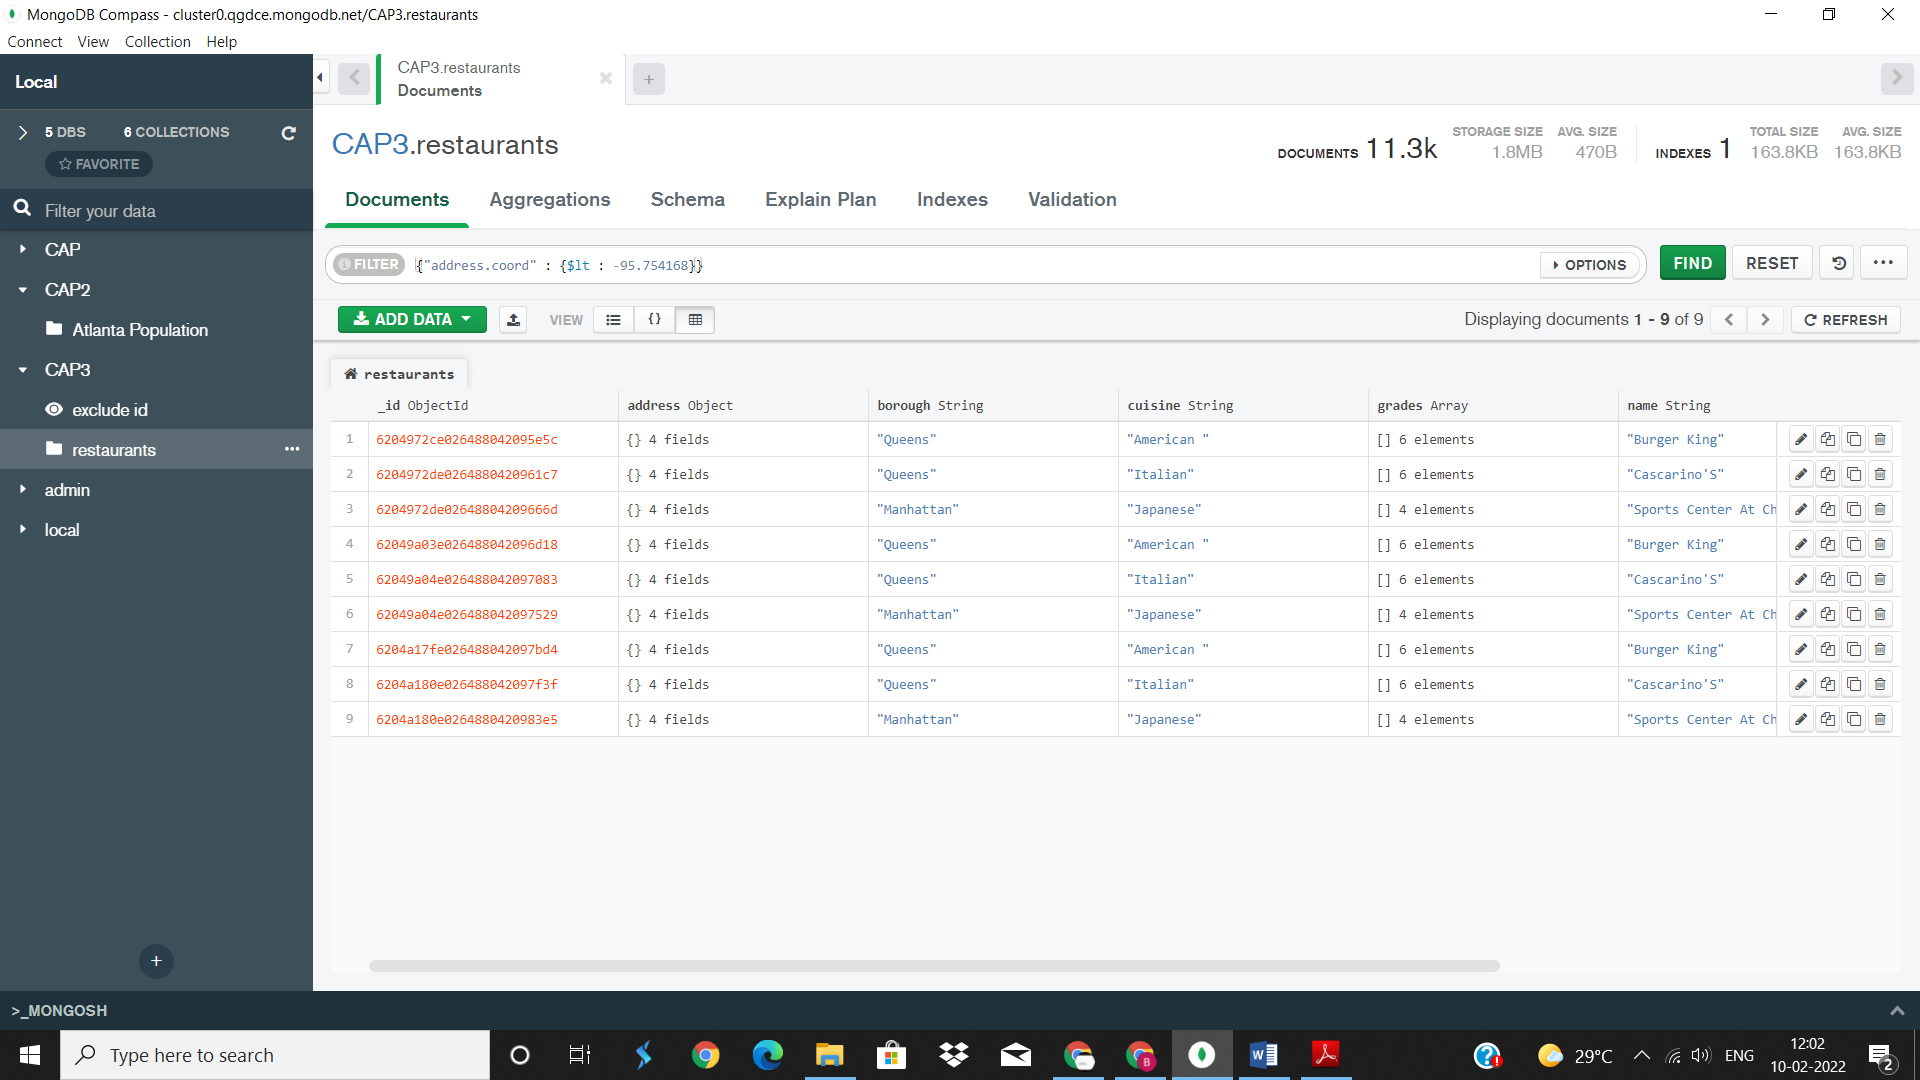 MongoDB Compass - cluster0.qgdce.mongodb.net/CAP3.restaurants
Connect View Collection Help
Local
CAP3.restaurants
Documents
5 DBS 6 COLLECTIONS
FAVORITE
Filter your data
CAP
CAP2
Atlanta Population
CAP3
exclude id
restaurants
admin
local
CAP3.restaurants
DOCUMENTS 11.3k STORAGE SIZE 1.8MB AVG. SIZE 470B INDEXES 1 TOTAL SIZE 163.8KB AVG. SIZE 163.8KB
Documents Aggregations Schema Explain Plan Indexes Validation
FILTER {"address.coord" : {$lt : -95.754168}} OPTIONS FIND RESET
ADD DATA VIEW {} Displaying documents 1 - 9 of 9 REFRESH
restaurants
_id ObjectId address Object borough String cuisine String grades Array name String
1 6204972ce026488042095e5c {} 4 fields "Queens" "American " [] 6 elements "Burger King"
2 6204972de0264880420961c7 {} 4 fields "Queens" "Italian" [] 6 elements "Cascarino'S"
3 6204972de02648804209666d {} 4 fields "Manhattan" "Japanese" [] 4 elements "Sports Center At Ch
4 62049a03e026488042096d18 {} 4 fields "Queens" "American " [] 6 elements "Burger King"
5 62049a04e026488042097083 {} 4 fields "Queens" "Italian" [] 6 elements "Cascarino'S"
6 62049a04e026488042097529 {} 4 fields "Manhattan" "Japanese" [] 4 elements "Sports Center At Ch
7 6204a17fe026488042097bd4 {} 4 fields "Queens" "American " [] 6 elements "Burger King"
8 6204a180e026488042097f3f {} 4 fields "Queens" "Italian" [] 6 elements "Cascarino'S"
9 6204a180e0264880420983e5 {} 4 fields "Manhattan" "Japanese" [] 4 elements "Sports Center At Ch
>_MONGOSH
Type here to search
29°C ENG
12:02
10-02-2022
2